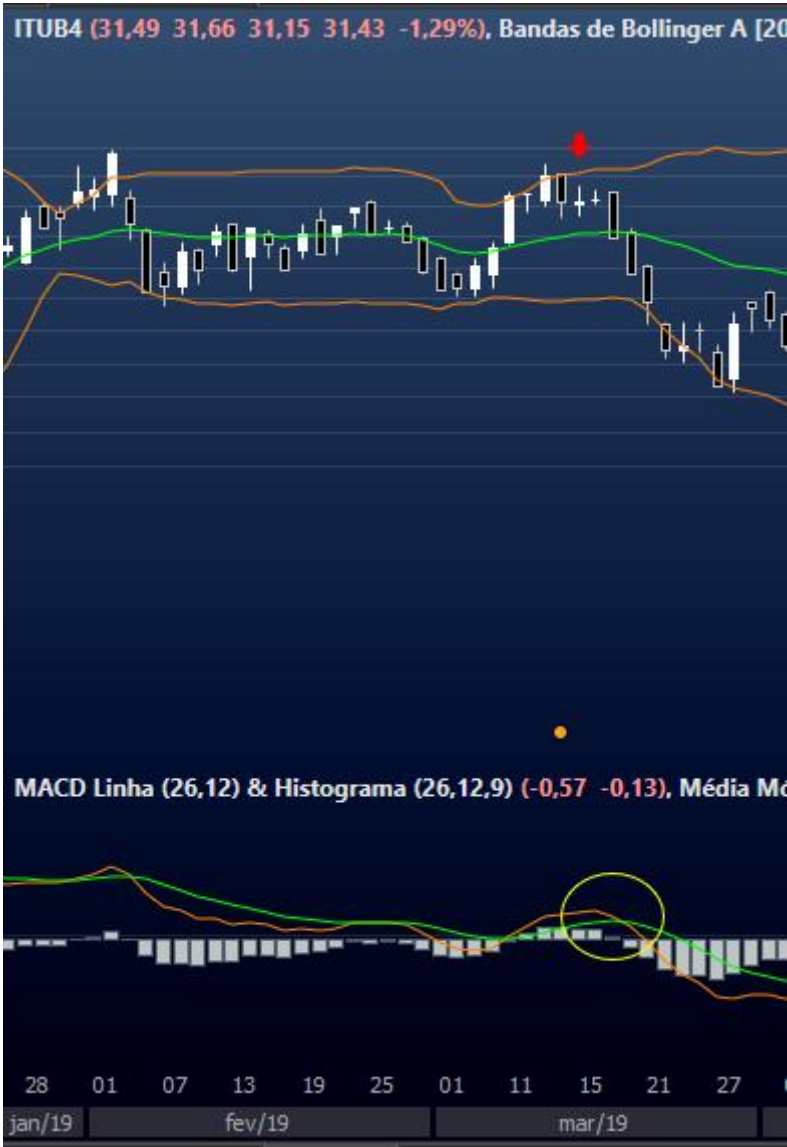 ITUB4 (31,49 31,66 31,15 31,43 -1,29%), Bandas de Bollinger A [20
MACD Linha (26,12) & Histograma (26,12,9) (-0,57 -0,13), Média Mó
28 01 07 13 19 25 01 11 15 21 27
jan/19 fev/19 mar/19